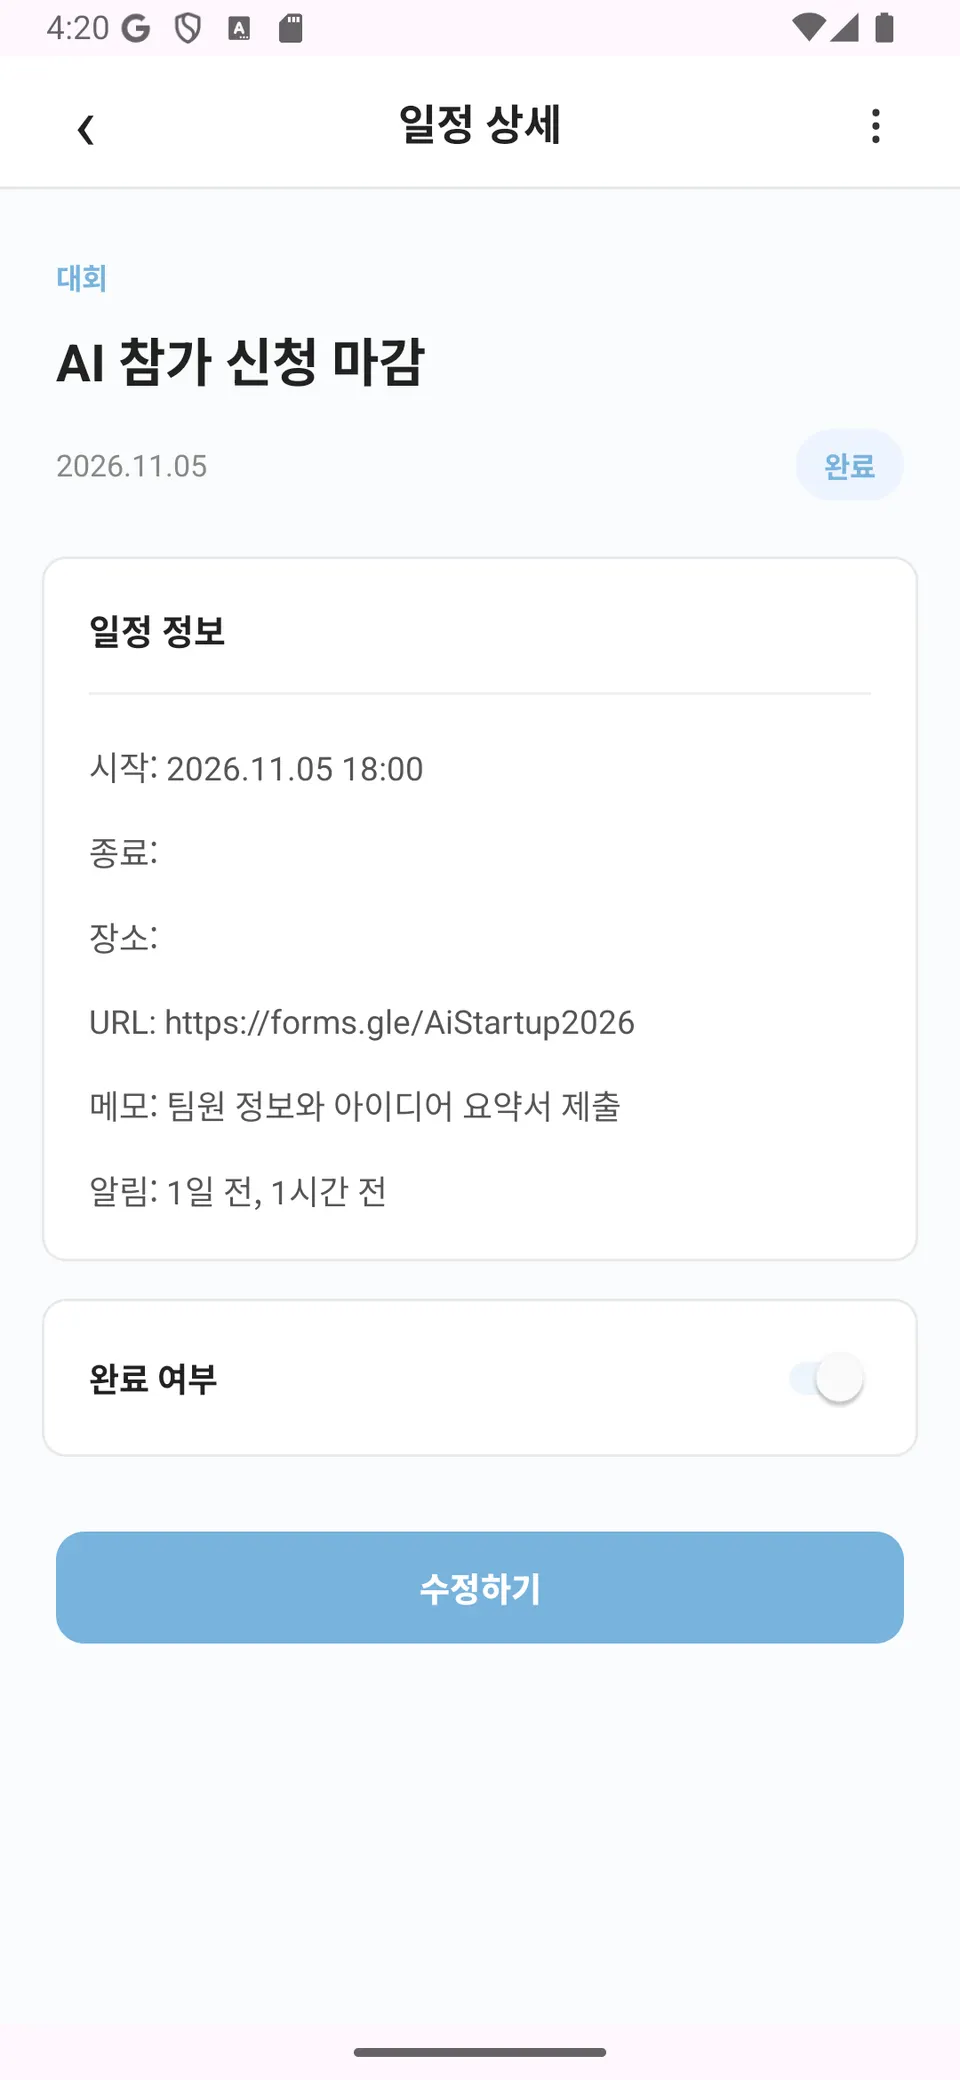 4:20
일정 상세
대회
AI 참가 신청 마감
2026.11.05
완료
일정 정보
시작: 2026.11.05 18:00
종료:
장소:
URL: https://forms.gle/AiStartup2026
메모: 팀원 정보와 아이디어 요약서 제출
알림: 1일 전, 1시간 전
완료 여부
수정하기